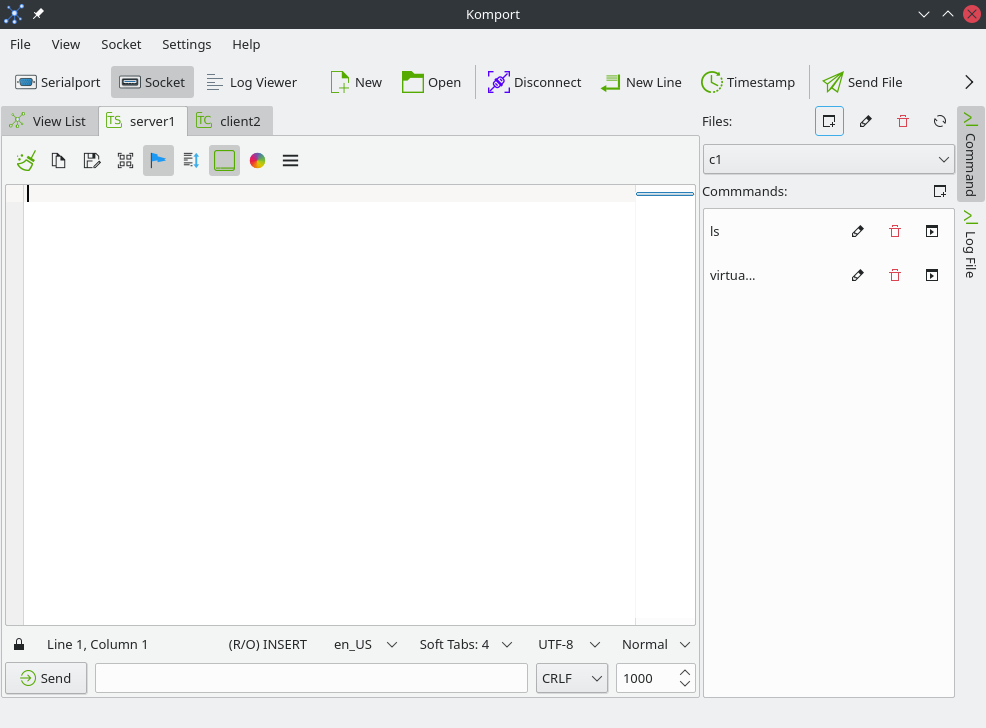 Komport
File View Socket Settings Help
Serialport Socket Log Viewer New Open Disconnect New Line Timestamp Send File
View List TS server1 TC client2 Files:
c1
Commmands:
ls
virtua...
Command
Log File
Line 1, Column 1 (R/O) INSERT en_US Soft Tabs: 4 UTF-8 Normal
Send CRLF 1000